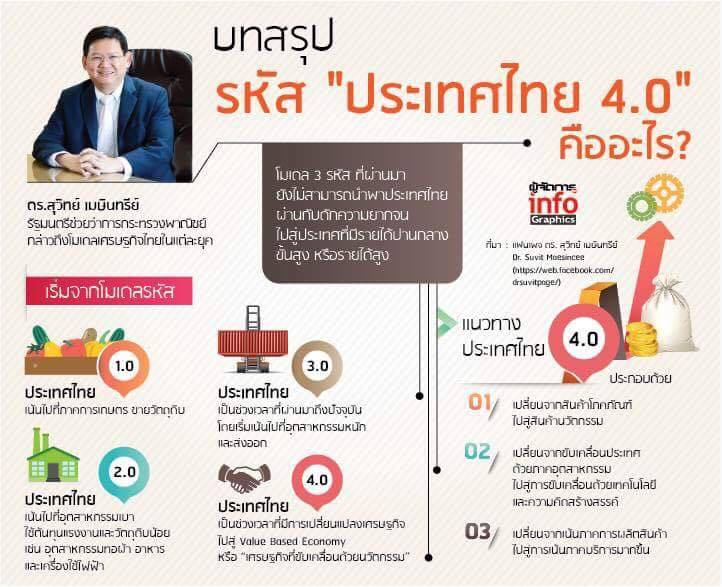 บทสรุป
รหัส "ประเทศไทย 4.0"
คืออะไร?
ดร.สุวิทย์ เมษินทรีย์
รัฐมนตรีช่วยว่าการกระทรวงพาณิชย์
กล่าวถึงโมเดลเศรษฐกิจไทยในแต่ละยุค
โมเดล 3 รหัส ที่ผ่านมา
ยังไม่สามารถนำพาประเทศไทย
ผ่านกับดักความยากจน
ไปสู่ประเทศที่มีรายได้ปานกลาง
ขั้นสูง หรือรายได้สูง
ผู้จัดการ
info
Graphics
ที่มา : แฟนเพจ ดร. สุวิทย์ เมษินทรีย์
Dr. Suvit Maesincee
(https://web.facebook.com/
drsuvitpage/)
เริ่มจากโมเดลรหัส
1.0
ประเทศไทย
เน้นไปที่ภาคการเกษตร ขายวัตถุดิบ
2.0
ประเทศไทย
เน้นไปที่อุตสาหกรรมเบา
ใช้ต้นทุนแรงงานและวัตถุดิบน้อย
เช่น อุตสาหกรรมทอผ้า อาหาร
และเครื่องใช้ไฟฟ้า
3.0
ประเทศไทย
เป็นช่วงเวลาที่ผ่านมาถึงปัจจุบัน
โดยเริ่มเน้นไปที่อุตสาหกรรมหนัก
และส่งออก
4.0
ประเทศไทย
เป็นช่วงเวลาที่มีการเปลี่ยนแปลงเศรษฐกิจ
ไปสู่ Value Based Economy
หรือ "เศรษฐกิจที่ขับเคลื่อนด้วยนวัตกรรม"
แนวทาง
ประเทศไทย
4.0
ประกอบด้วย
01/ เปลี่ยนจากสินค้าโภคภัณฑ์
ไปสู่สินค้านวัตกรรม
02 เปลี่ยนจากขับเคลื่อนประเทศ
ด้วยภาคอุตสาหกรรม
ไปสู่การขับเคลื่อนด้วยเทคโนโลยี
และความคิดสร้างสรรค์
03 เปลี่ยนจากเน้นภาคการผลิตสินค้า
ไปสู่การเน้นภาคบริการมากขึ้น